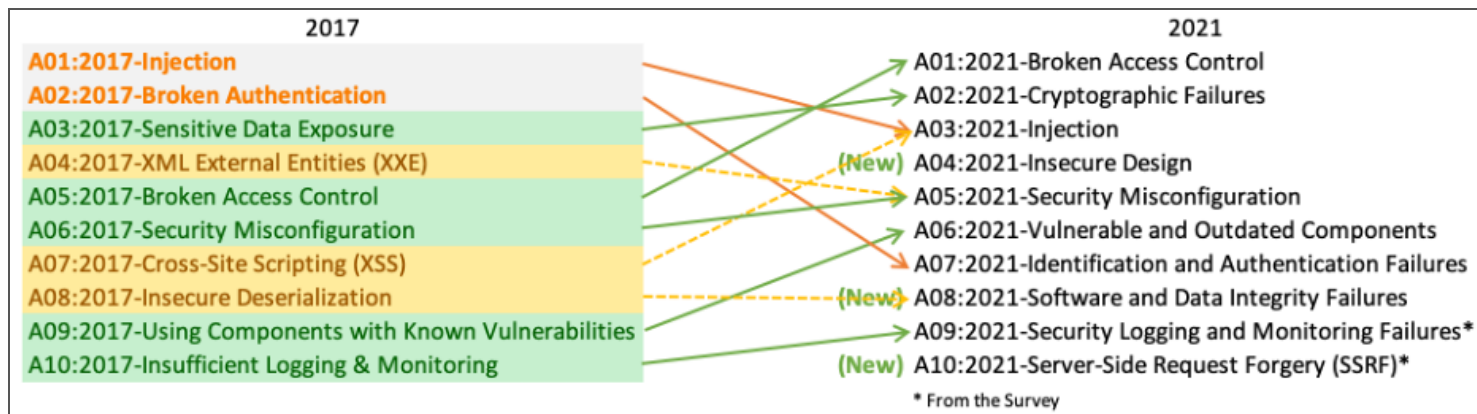 2017
2021
A01:2017-Injection
A02:2017-Broken Authentication
A03:2017-Sensitive Data Exposure
A04:2017-XML External Entities (XXE)
A05:2017-Broken Access Control
A06:2017-Security Misconfiguration
A07:2017-Cross-Site Scripting (XSS)
A08:2017-Insecure Deserialization
A09:2017-Using Components with Known Vulnerabilities
A10:2017-Insufficient Logging & Monitoring
A01:2021-Broken Access Control
A02:2021-Cryptographic Failures
A03:2021-Injection
(New) A04:2021-Insecure Design
A05:2021-Security Misconfiguration
A06:2021-Vulnerable and Outdated Components
A07:2021-Identification and Authentication Failures
(New) A08:2021-Software and Data Integrity Failures
A09:2021-Security Logging and Monitoring Failures*
(New) A10:2021-Server-Side Request Forgery (SSRF)*
* From the Survey